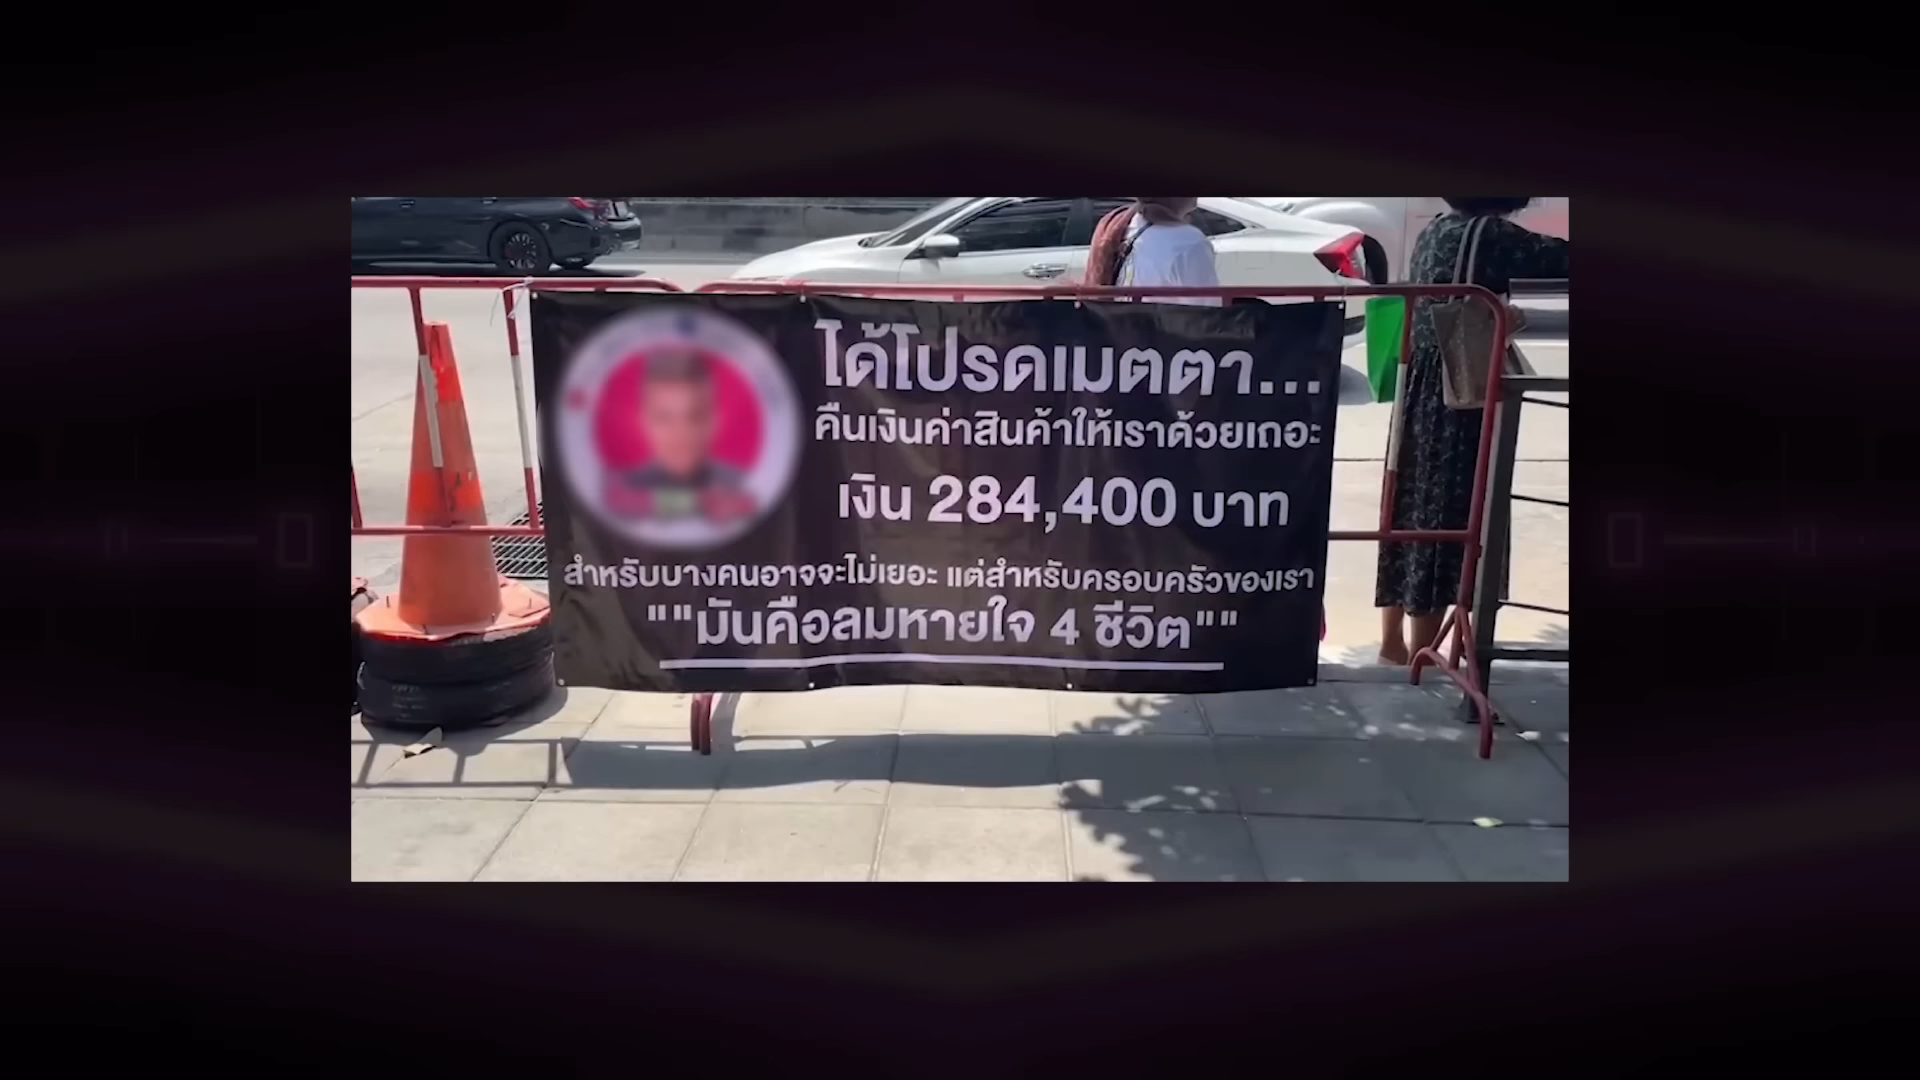 ได้โปรดเมตตา...
คืนเงินค่าสินค้าให้เราด้วยเถอะ
เงิน 284,400 บาท
สำหรับบางคนอาจจะไม่เยอะ แต่สำหรับครอบครัวของเรา
""มันคือลมหายใจ 4 ชีวิต""